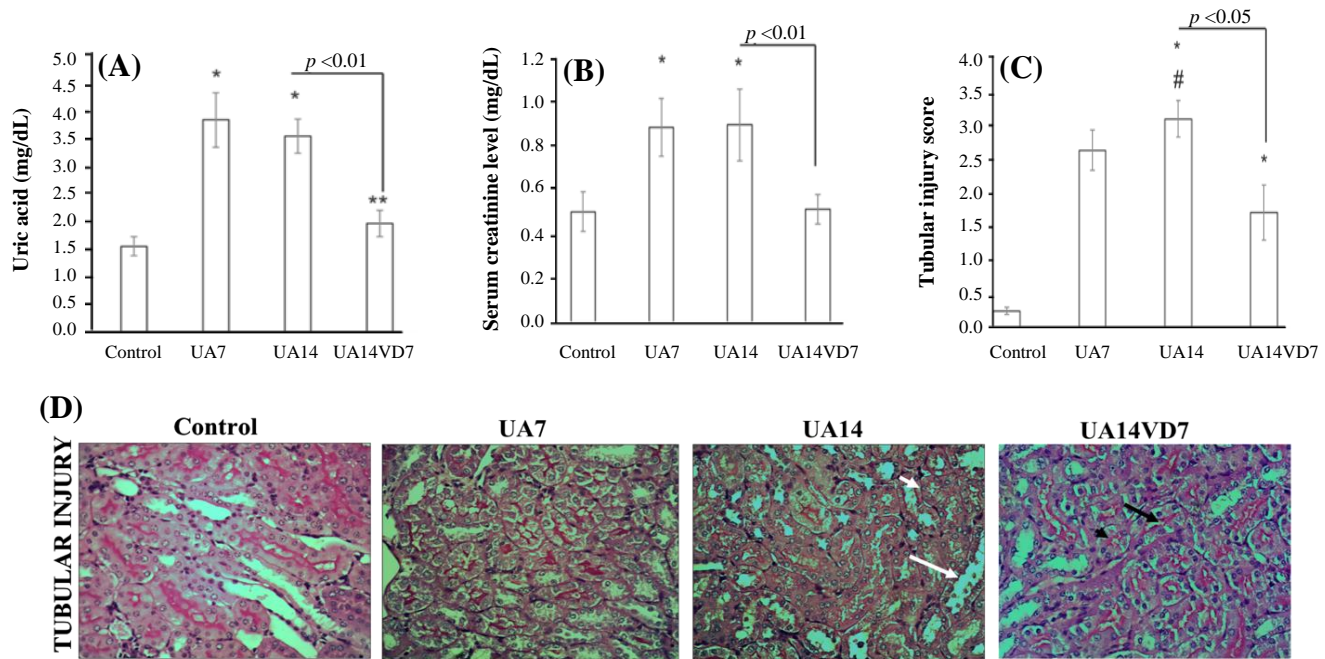 (A)
Uric acid (mg/dL)
5.0
4.5
4.0
3.5
3.0
2.5
2.0
1.5
1.0
0.5
0.0
*
*
p <0.01
**
Control UA7 UA14 UA14VD7
(B)
Serum creatinine level (mg/dL)
1.2
1.0
0.8
0.6
0.4
0.2
0.0
*
*
p <0.01
Control UA7 UA14 UA14VD7
(C)
Tubular injury score
4.0
3.5
3.0
2.5
2.0
1.5
1.0
0.5
0.0
p <0.05
*
#
*
Control UA7 UA14 UA14VD7
(D)
TUBULAR INJURY
Control UA7 UA14 UA14VD7